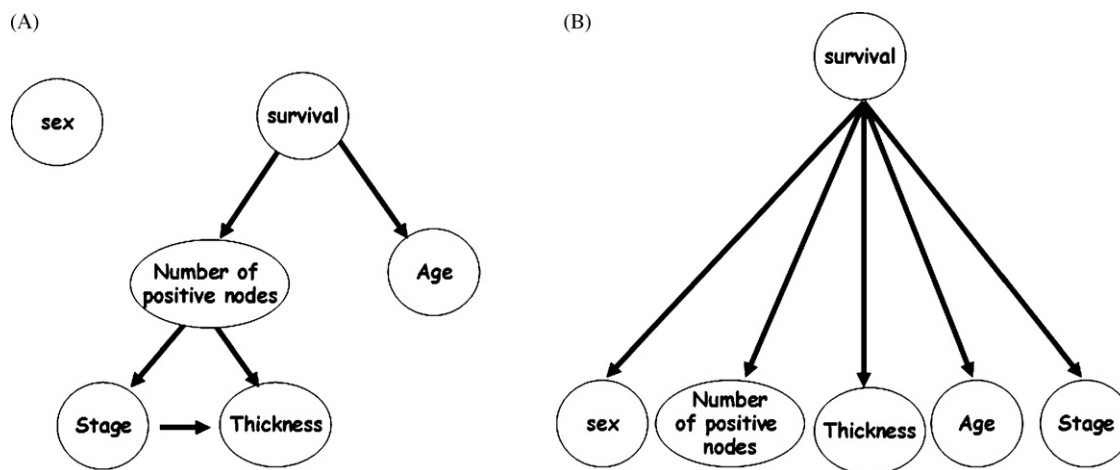 (A)
sex
survival
Number of
positive nodes
Age
Stage
Thickness
(B)
survival
sex
Number
of positive
nodes
Thickness
Age
Stage